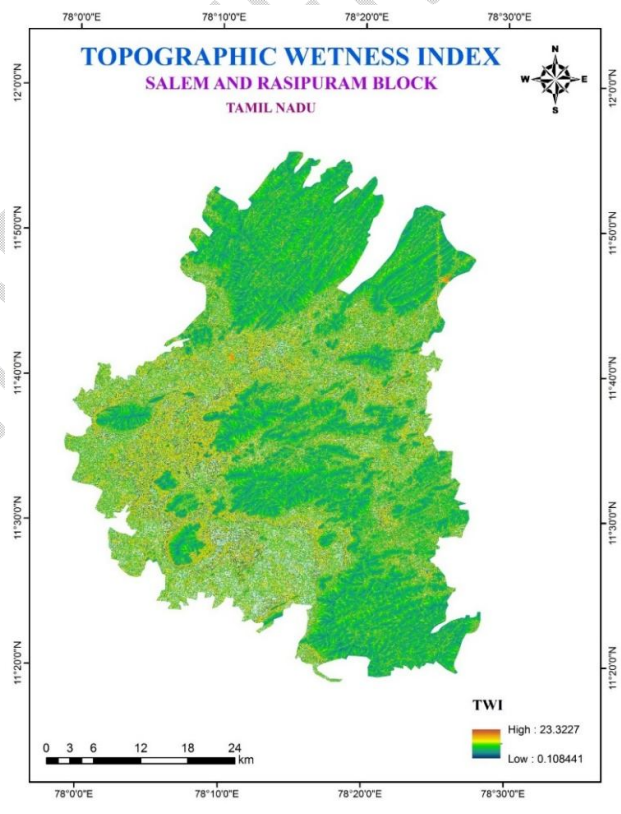 78°0'0"E 78°10'0"E 78°20'0"E 78°30'0"E
TOPOGRAPHIC WETNESS INDEX
SALEM AND RASIPURAM BLOCK
TAMIL NADU
N
W E
S
12°0'0"N 12°0'0"N
11°50'0"N 11°50'0"N
11°40'0"N 11°40'0"N
11°30'0"N 11°30'0"N
11°20'0"N 11°20'0"N
TWI
High : 23.3227
Low : 0.108441
0 3 6 12 18 24
km
78°0'0"E 78°10'0"E 78°20'0"E 78°30'0"E